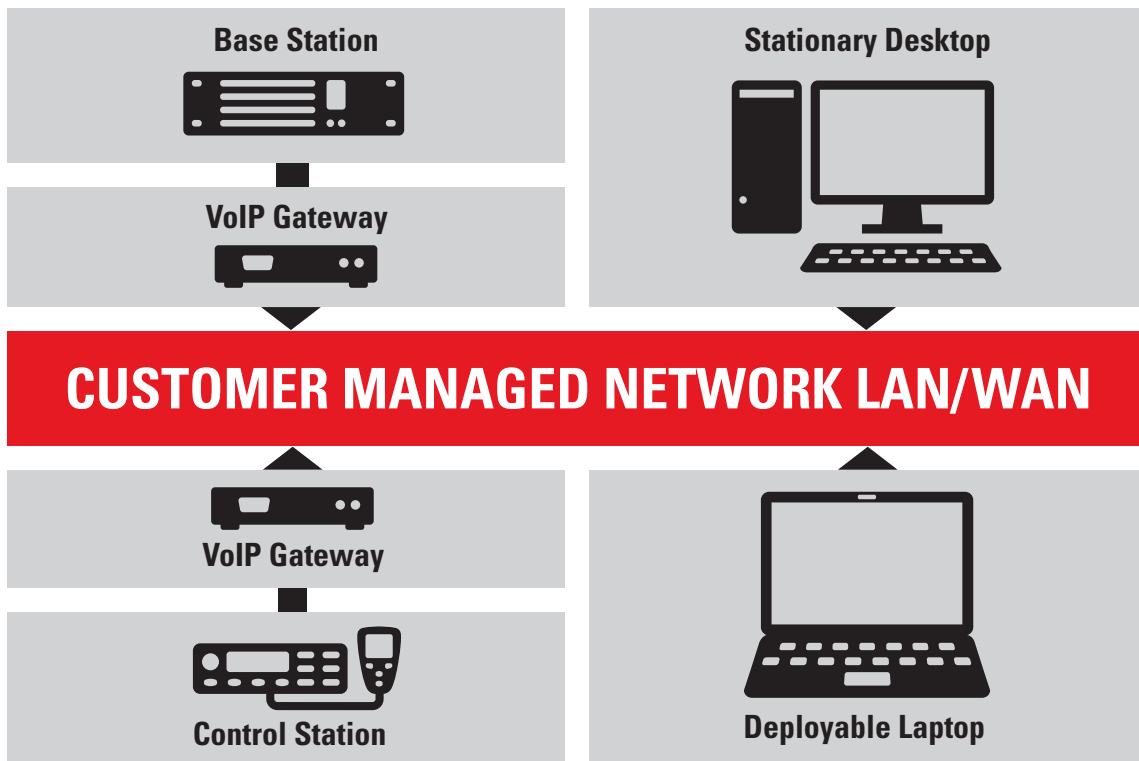 Base Station
Stationary Desktop
VoIP Gateway
CUSTOMER MANAGED NETWORK LAN/WAN
VoIP Gateway
Control Station
Deployable Laptop